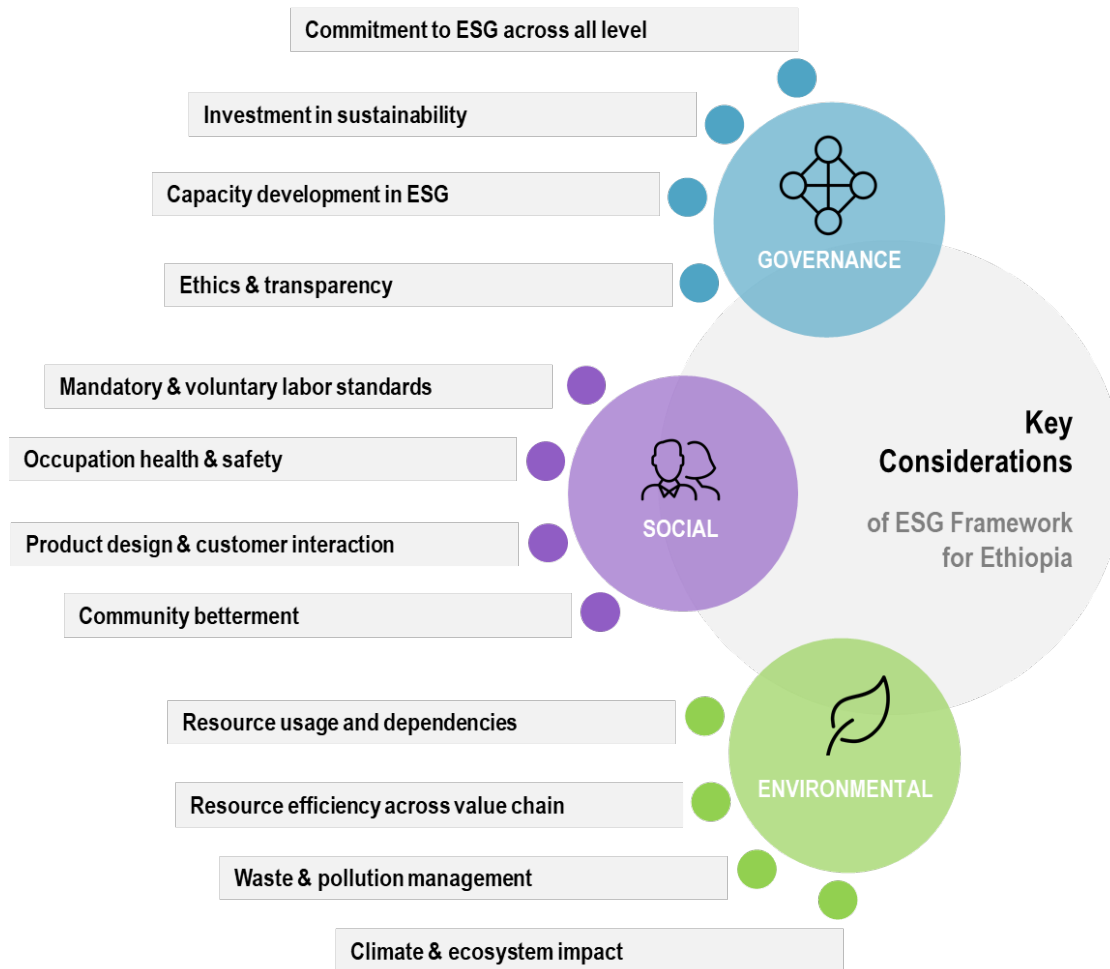 Commitment to ESG across all level
Investment in sustainability
Capacity development in ESG
Ethics & transparency
GOVERNANCE
Mandatory & voluntary labor standards
Occupation health & safety
Product design & customer interaction
Community betterment
SOCIAL
Key
Considerations
of ESG Framework
for Ethiopia
Resource usage and dependencies
Resource efficiency across value chain
Waste & pollution management
Climate & ecosystem impact
ENVIRONMENTAL